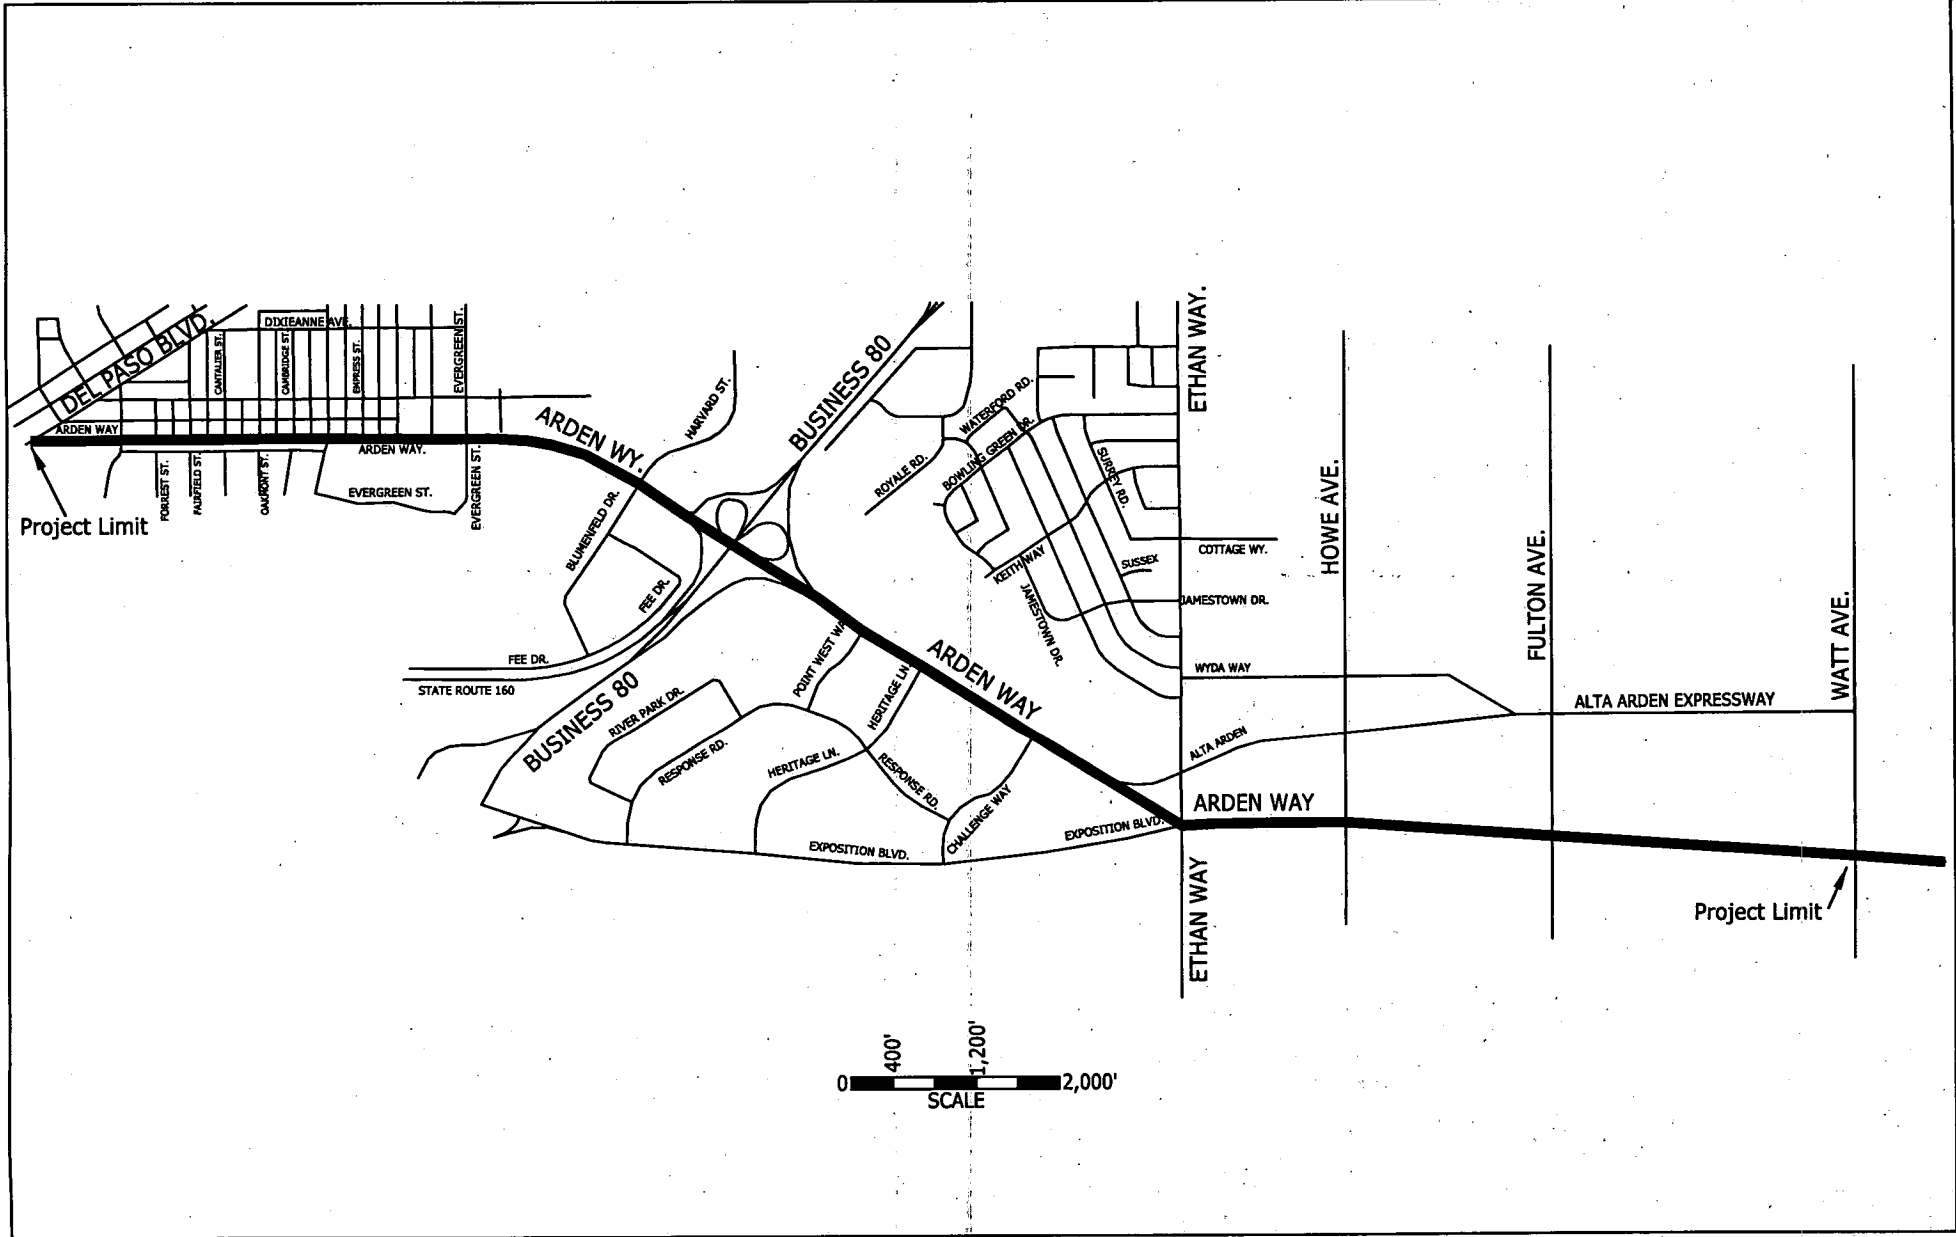 ETHAN WAY.
DIXIEANNE AVE.
DEL PASO BLVD.
CANTALIER ST.
CAMBRIDGE ST.
EMPRESS ST.
EVERGREEN ST.
BUSINESS 80
HARVARD ST.
WATERFORD RD.
BOWLING GREEN DR.
ROYALE RD.
SURREY RD.
ARDEN WAY
ARDEN WY.
ARDEN WAY.
FORREST ST.
FAIRFIELD ST.
OAKMONT ST.
EVERGREEN ST.
EVERGREEN ST.
Project Limit
BLUMENFELD DR.
FEE DR.
KEITH WAY
SUSSEX
COTTAGE WY.
JAMESTOWN DR.
JAMESTOWN DR.
HOWE AVE.
FULTON AVE.
WATT AVE.
FEE DR.
STATE ROUTE 160
BUSINESS 80
RIVER PARK DR.
RESPONSE RD.
POINT WEST WA
HERITAGE LN.
ARDEN WAY
WYDA WAY
ALTA ARDEN EXPRESSWAY
ALTA ARDEN
HERITAGE LN.
RESPONSE RD.
CHALLENGE WAY
ARDEN WAY
EXPOSITION BLVD.
EXPOSITION BLVD.
ETHAN WAY
Project Limit
0 400' 1,200' 2,000'
SCALE